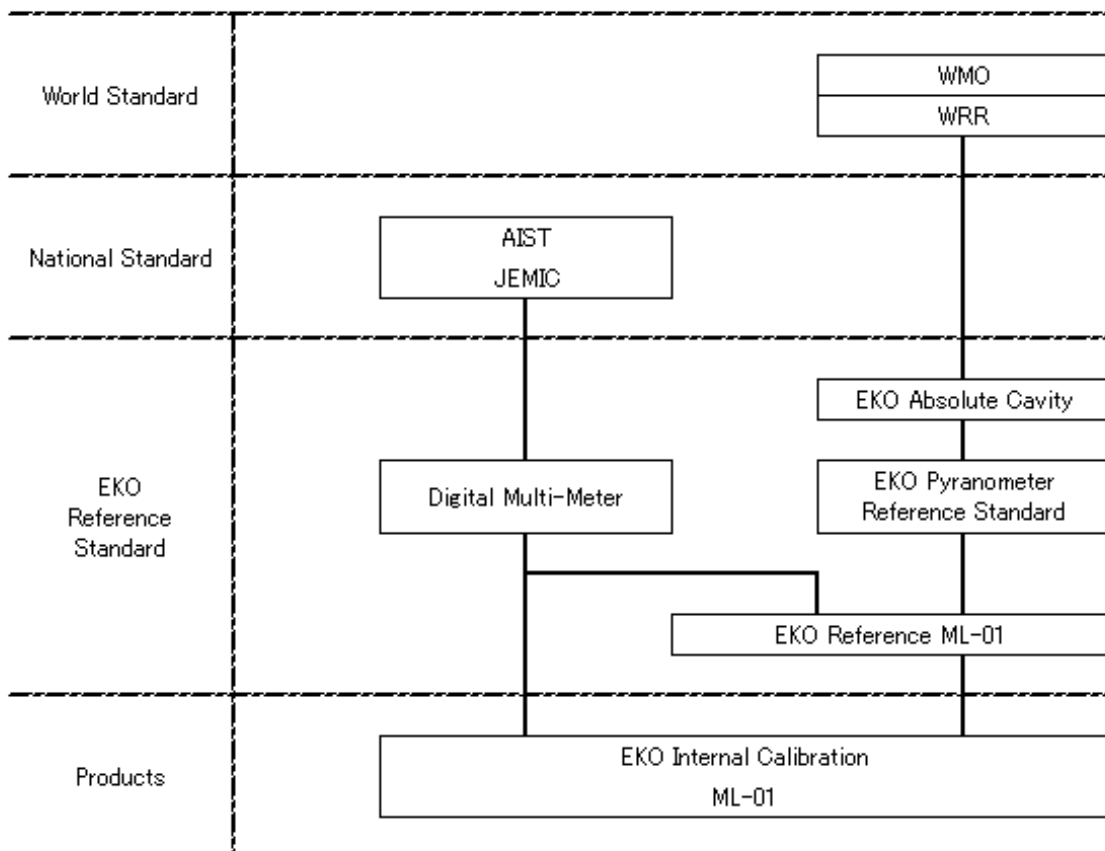 World Standard
WMO
WRR
National Standard
AIST
JEMIC
EKO
Reference
Standard
EKO Absolute Cavity
Digital Multi-Meter
EKO Pyranometer
Reference Standard
EKO Reference ML-01
Products
EKO Internal Calibration
ML-01